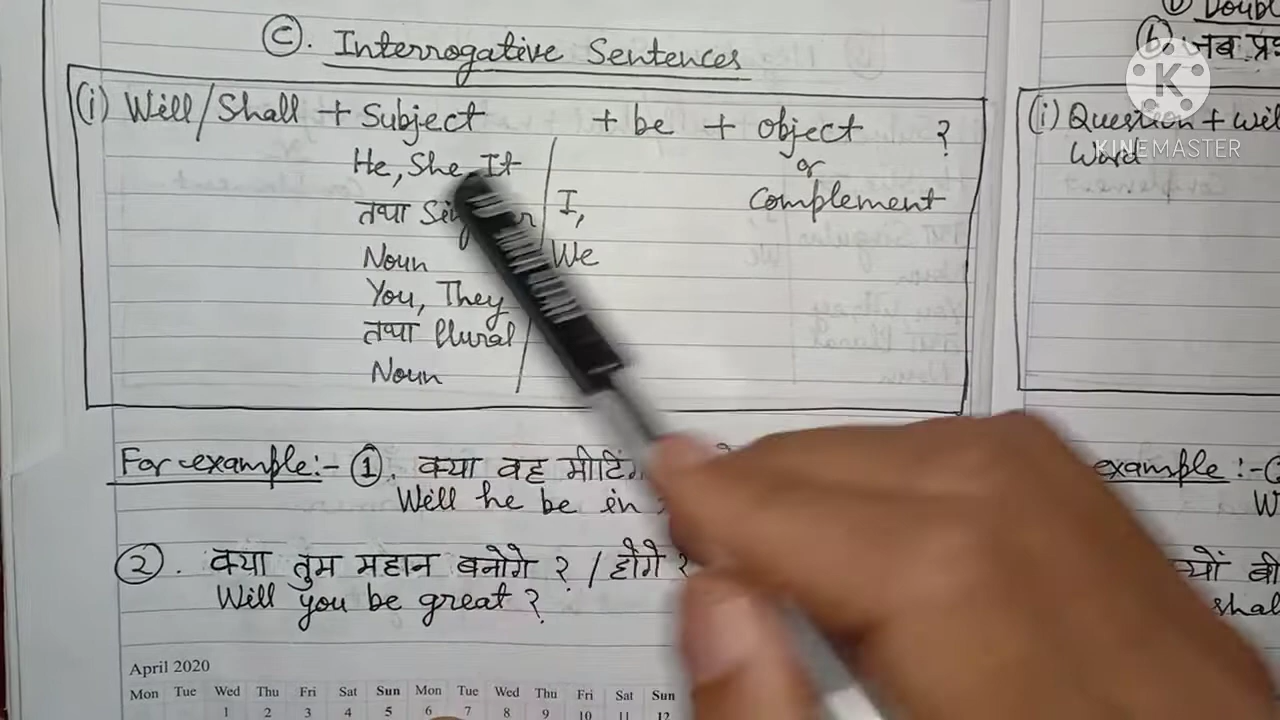 C. Interrogative Sentences
(i) Will/Shall + Subject + be + object ?
He, She, It
or
तथा
I,
Complement
Noun
We
You, They
तथा Plural
Noun
For example:- 1. क्या वह
Will he be in
2. क्या तुम महान बनोगे ? / होगे ?
Will you be great ?
April 2020
Mon Tue Wed Thu Fri Sat Sun Mon Tue Wed Thu Fri Sat Sun
1 2 3 4 5 6 7 8 9 10 11 12
(b) जब
(i) Question +
Word
example :-
KINEMASTER